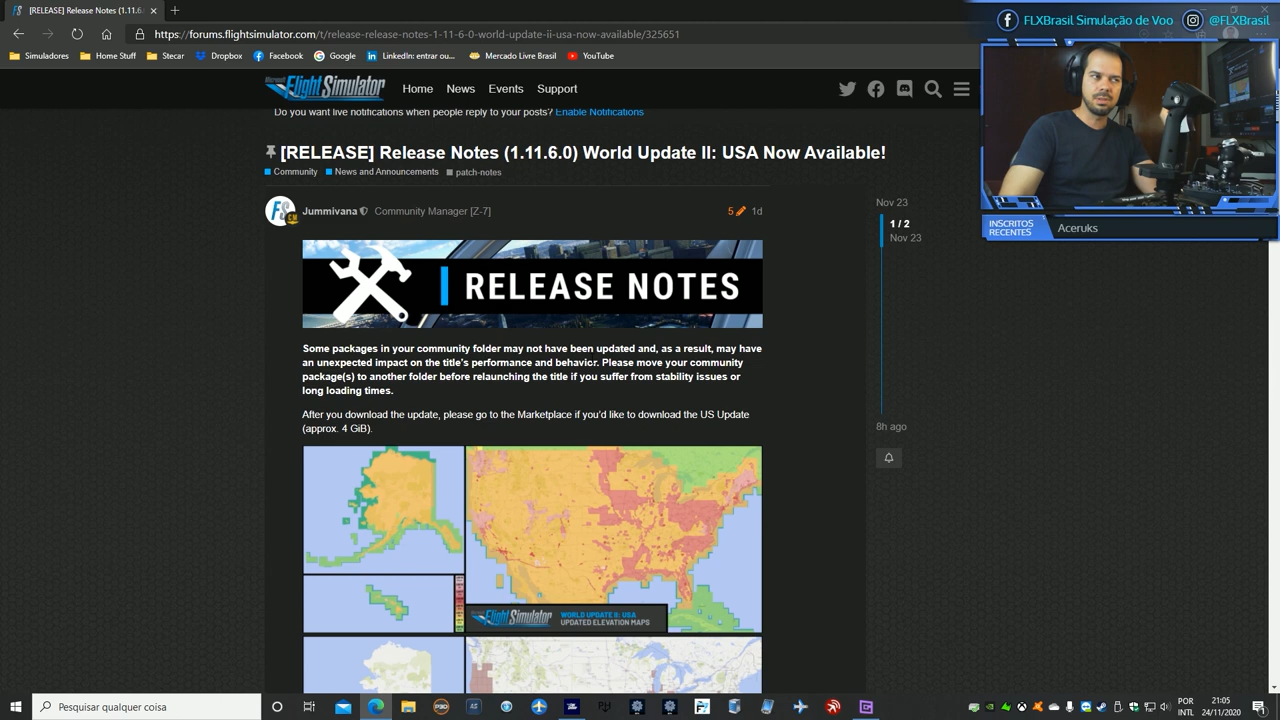 [RELEASE] Release Notes (1.11.6.
FLXBrasil Simulação de Voo
@FLXBrasil
https://forums.flightsimulator.com/t/release-release-notes-1-11-6-0-world-update-ii-usa-now-available/325651
Simuladores
Home Stuff
Stecar
Dropbox
Facebook
Google
LinkedIn: entrar ou...
Mercado Livre Brasil
YouTube
Microsoft
Flight Simulator
Home
News
Events
Support
Do you want live notifications when people reply to your posts? Enable Notifications
[RELEASE] Release Notes (1.11.6.0) World Update II: USA Now Available!
Community
News and Announcements
patch-notes
Jummivana
Community Manager [Z-7]
5
1d
Nov 23
1 / 2
Nov 23
INSCRITOS
RECENTES
Aceruks
RELEASE NOTES
Some packages in your community folder may not have been updated and, as a result, may have
an unexpected impact on the title's performance and behavior. Please move your community
package(s) to another folder before relaunching the title if you suffer from stability issues or
long loading times.
After you download the update, please go to the Marketplace if you'd like to download the US Update
(approx. 4 GiB).
8h ago
Flight Simulator
WORLD UPDATE II: USA
UPDATED ELEVATION MAPS
Pesquisar qualquer coisa
P3D
AS
POR
INTL
21:05
24/11/2020